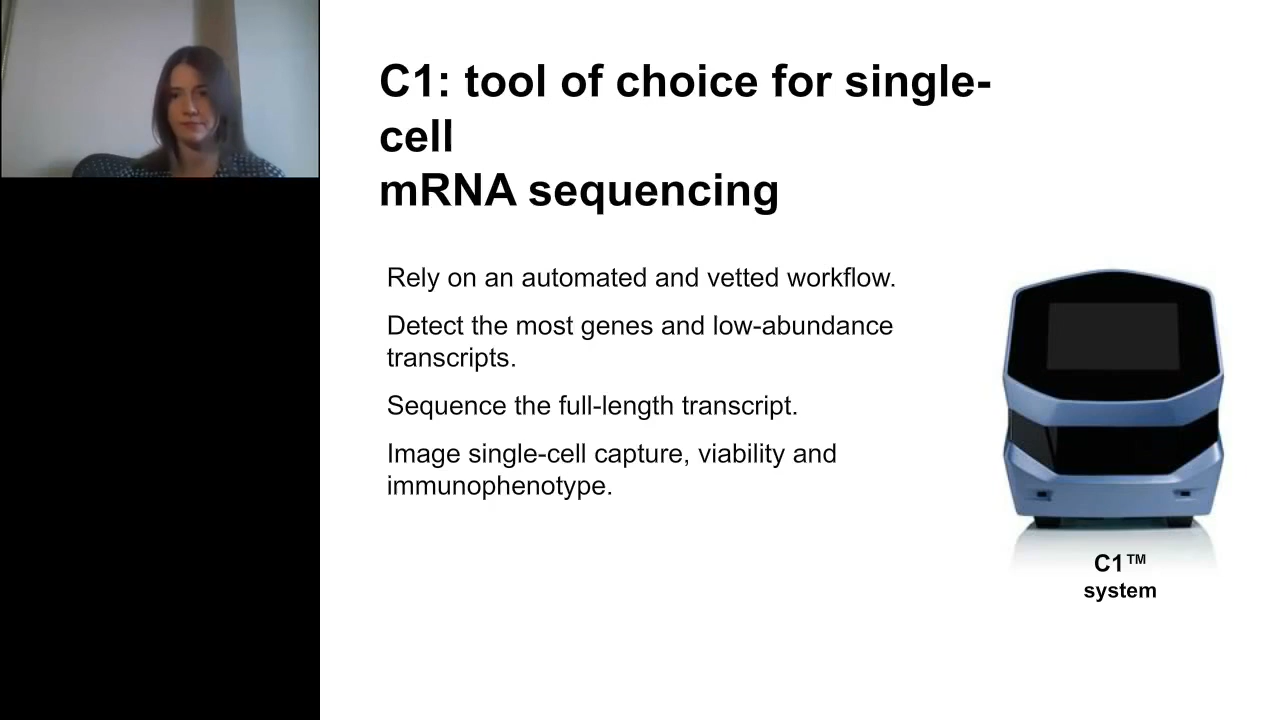 C1: tool of choice for single-
cell
mRNA sequencing
Rely on an automated and vetted workflow.
Detect the most genes and low-abundance
transcripts.
Sequence the full-length transcript.
Image single-cell capture, viability and
immunophenotype.
C1™
system